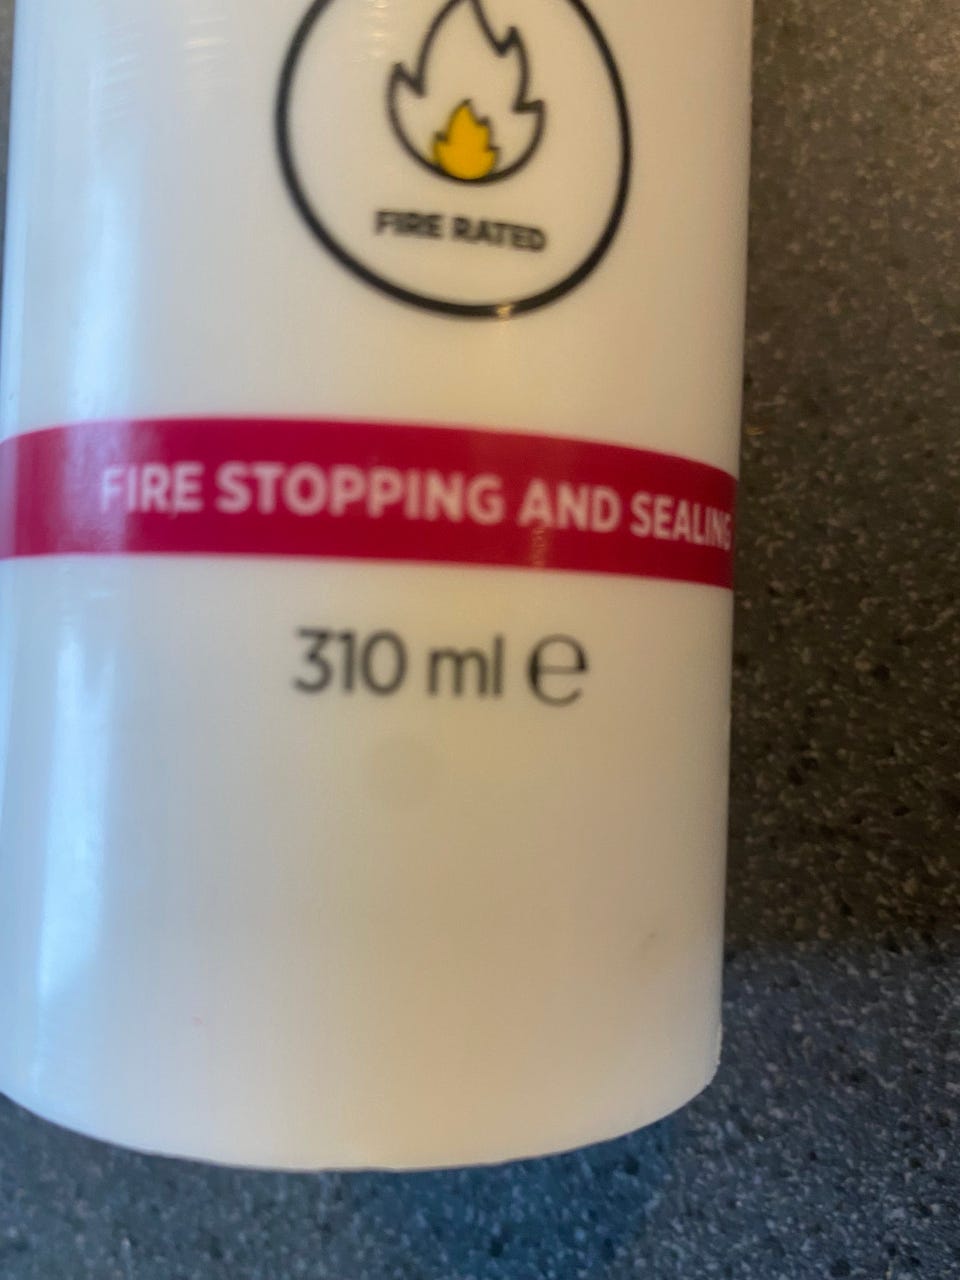 FIRE RATED
FIRE STOPPING AND SEALING
310 ml ℮